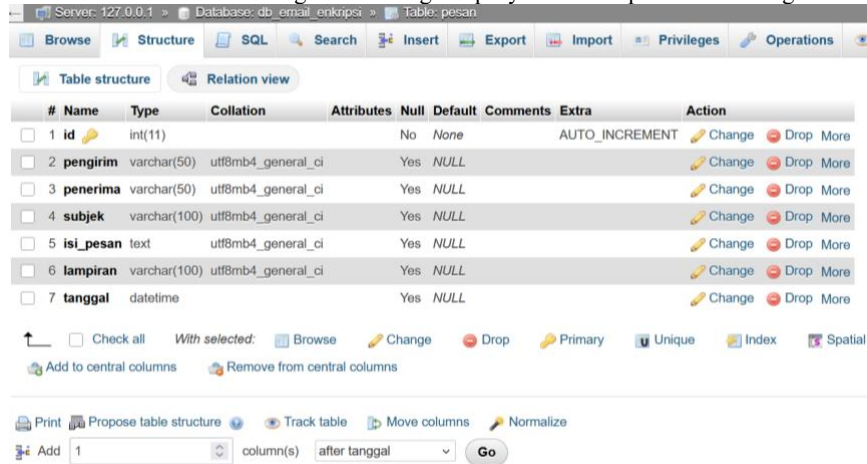 Server: 127.0.0.1 » Database: db_email_enkripsi » Table: pesan
Browse Structure SQL Search Insert Export Import Privileges Operations
Table structure Relation view
# Name Type Collation Attributes Null Default Comments Extra Action
1 id int(11) No None AUTO_INCREMENT Change Drop More
2 pengirim varchar(50) utf8mb4_general_ci Yes NULL Change Drop More
3 penerima varchar(50) utf8mb4_general_ci Yes NULL Change Drop More
4 subjek varchar(100) utf8mb4_general_ci Yes NULL Change Drop More
5 isi_pesan text utf8mb4_general_ci Yes NULL Change Drop More
6 lampiran varchar(100) utf8mb4_general_ci Yes NULL Change Drop More
7 tanggal datetime Yes NULL Change Drop More
Check all With selected: Browse Change Drop Primary Unique Index Spatial
Add to central columns Remove from central columns
Print Propose table structure Track table Move columns Normalize
Add 1 column(s) after tanggal Go